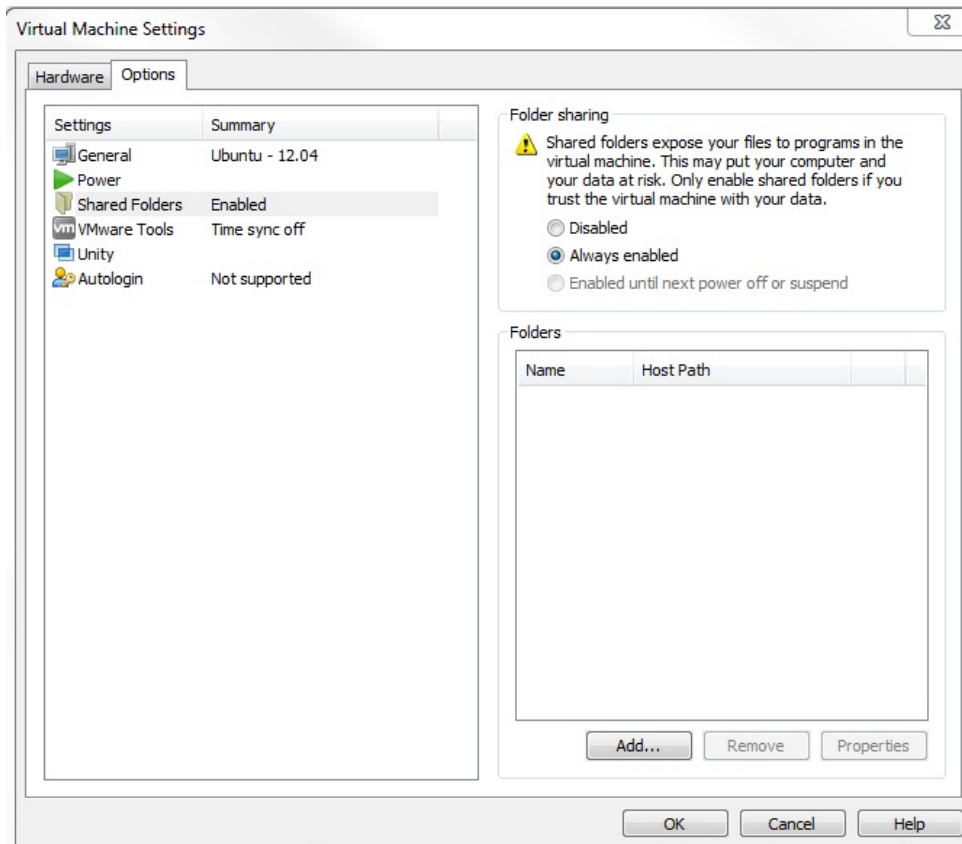 Virtual Machine Settings
Hardware Options
Settings Summary
General Ubuntu - 12.04
Power
Shared Folders Enabled
vm VMware Tools Time sync off
Unity
Autologin Not supported
Folder sharing
Shared folders expose your files to programs in the
virtual machine. This may put your computer and
your data at risk. Only enable shared folders if you
trust the virtual machine with your data.
Disabled
Always enabled
Enabled until next power off or suspend
Folders
Name Host Path
Add... Remove Properties
OK Cancel Help